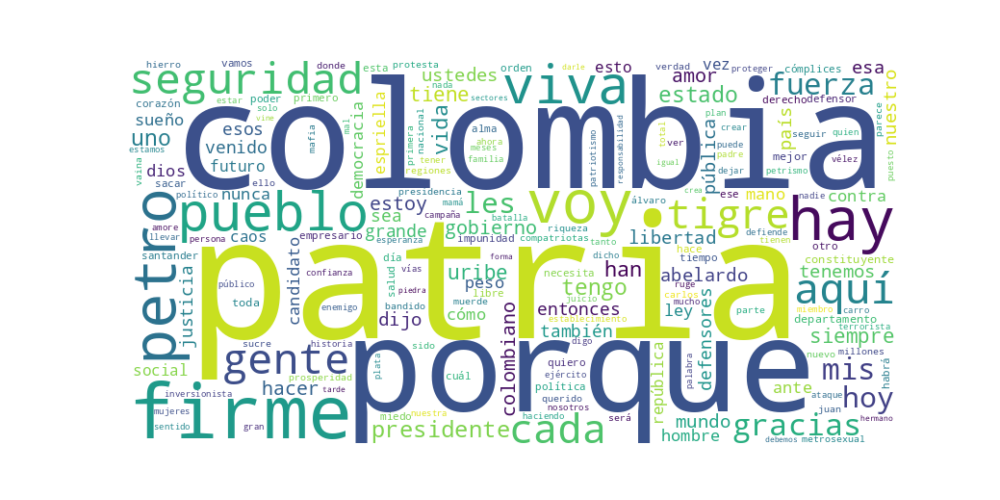 hierro vamos donde esta protesta ustedes esto orden vez verdad cómplices esa
seguridad viva fuerza
colombia
corazón estar poder primero nada tiene amor proteger estado derecho defensor nuestro
sueño solo vine mafia mal democracia espriella nacional primera vida alma sectores darle plan país parece
uno esos venido futuro regiones tener ahora meses familia patriotismo responsabilidad total igual ver padre puede pública crear dejar seguir mejor quien petrismo vélez puesto
estamos vaina dios sacar ello
político nunca presidencia mamá les voy álvaro crea ese mano nadie contra
petro pueblo estoy campaña batalla riqueza tigre hay
amore llevar persona caos empresario sea grande esperanza gobierno compatriotas tanto libertad hace defiende tienen otro constituyente
santander impunidad dicho tiempo
patria
justicia candidato confianza día vías salud uribe forma necesita han abelardo tenemos aquí
público piedra peso libre tengo juicio carlos ruge mucho
toda enemigo bandido cómo muerde entonces establecimiento ley miembro parte departamento carro
sucre historia dijo sido colombiano también digo defensores siempre terrorista
social gente porque mis
prosperidad plata cuál quiero ejército política república palabra ante nuevo millones habrá
inversionista hacer querido nosotros ataque hoy
firme tarde miedo nuestra será juan
mujeres sentido gran presidente haciendo cada hombre mundo debemos gracias metrosexual hermano